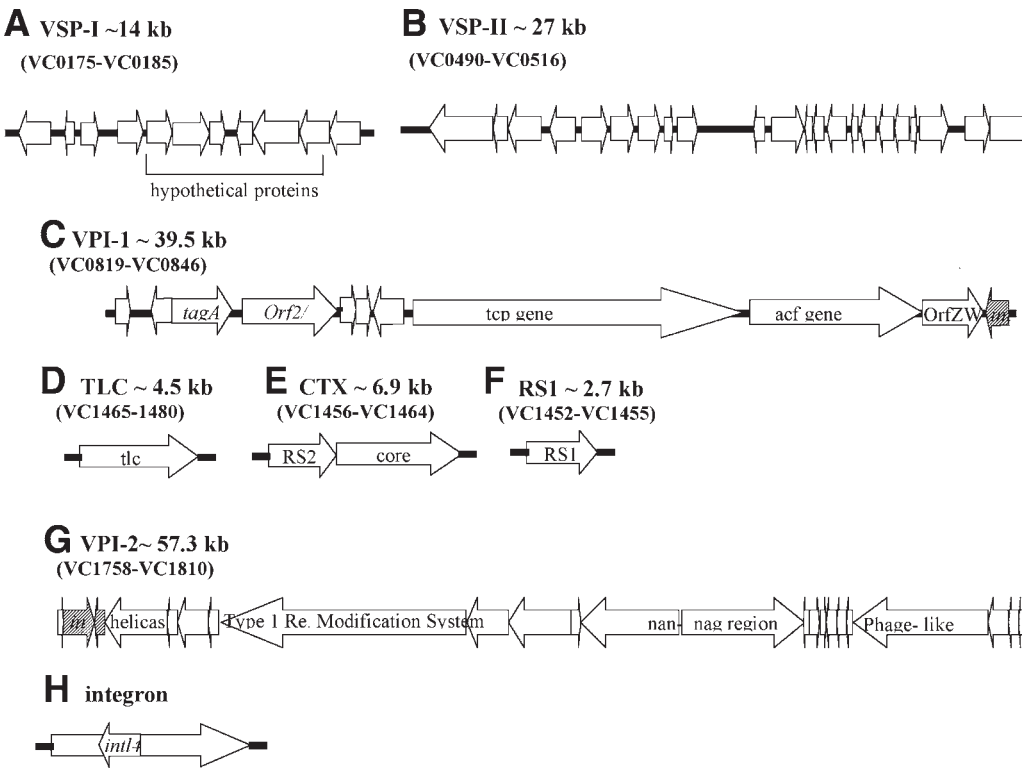 A VSP-I ~14 kb
(VC0175-VC0185)
hypothetical proteins
B VSP-II ~ 27 kb
(VC0490-VC0516)
C VPI-1 ~ 39.5 kb
(VC0819-VC0846)
tagA
Orf2/
tcp gene
acf gene
OrfZW
int
D TLC ~ 4.5 kb
(VC1465-1480)
tlc
E CTX ~ 6.9 kb
(VC1456-VC1464)
RS2
core
F RS1 ~ 2.7 kb
(VC1452-VC1455)
RS1
G VPI-2~ 57.3 kb
(VC1758-VC1810)
helicas
Type 1 Re. Modification System
nan-
nag region
Phage- like
H integron
intI4